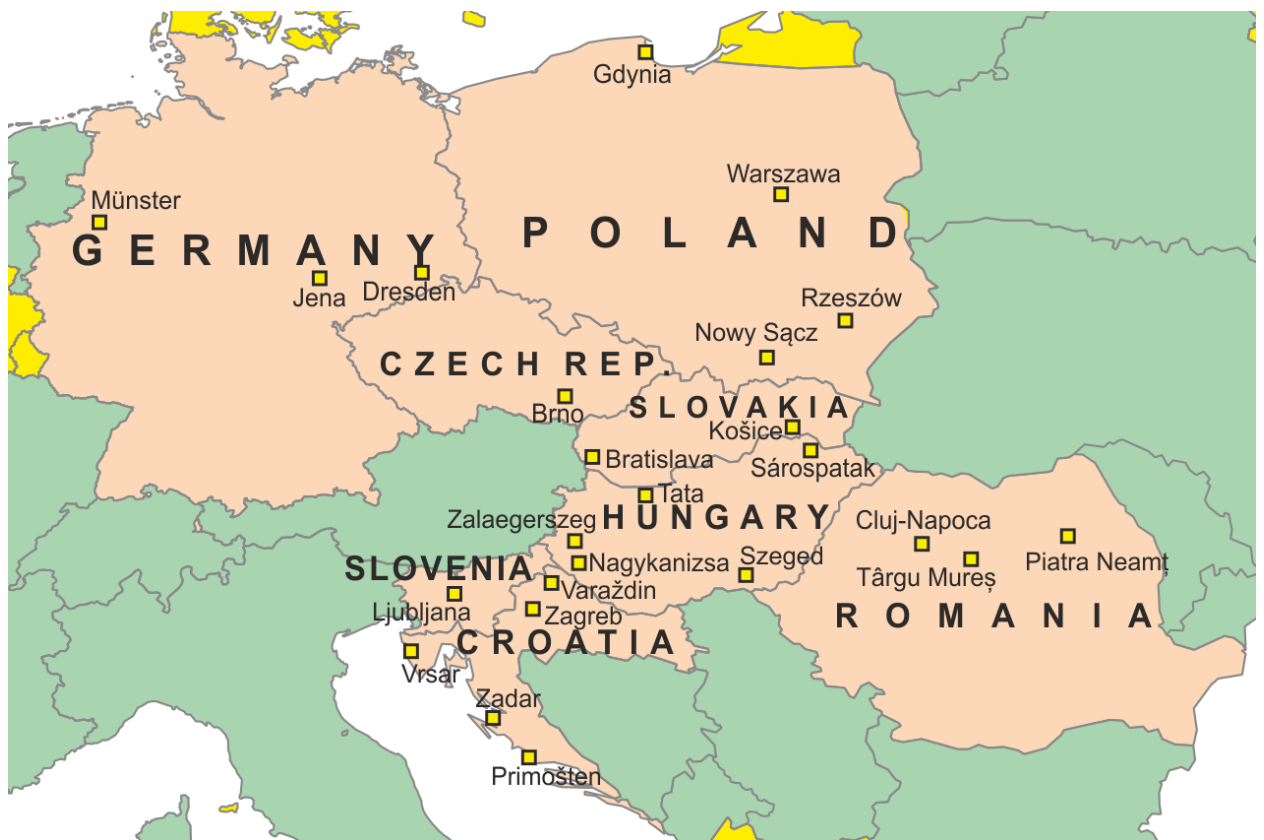 Gdynia
Warszawa
Münster
POLAND
GERMANY
Jena
Dresden
Rzeszów
Nowy Sącz
CZECH REP.
Brno
SLOVAKIA
Košice
Bratislava
Sárospatak
Tata
Zalaegerszeg
HUNGARY
Cluj-Napoca
SLOVENIA
Nagykanizsa
Szeged
Piatra Neamț
Târgu Mureș
Varaždin
Ljubljana
Zagreb
ROMANIA
CROATIA
Vrsar
Zadar
Primošten